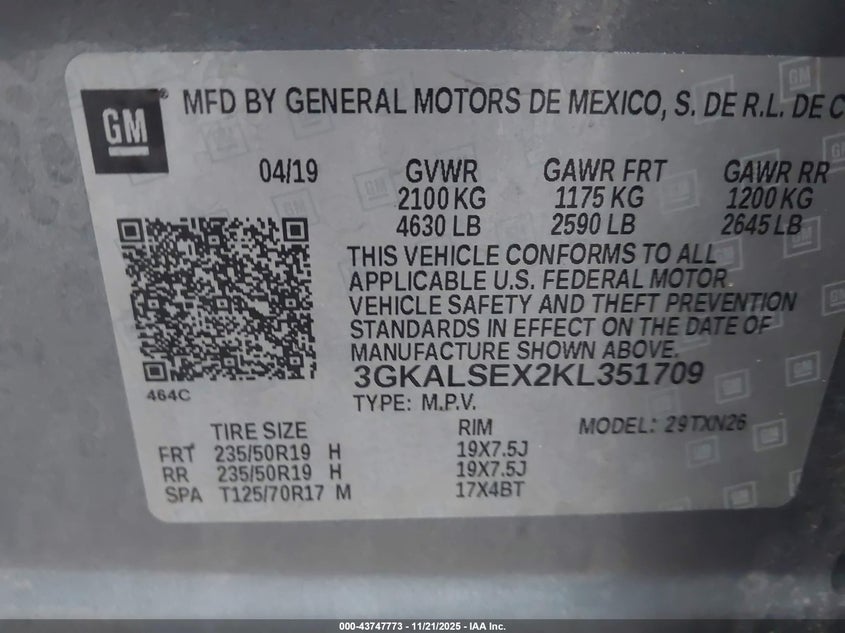 GM
MFD BY GENERAL MOTORS DE MEXICO, S. DE R.L. DE C
04/19 GVWR GAWR FRT GAWR RR
2100 KG 1175 KG 1200 KG
4630 LB 2590 LB 2645 LB
THIS VEHICLE CONFORMS TO ALL
APPLICABLE U.S. FEDERAL MOTOR
VEHICLE SAFETY AND THEFT PREVENTION
STANDARDS IN EFFECT ON THE DATE OF
MANUFACTURE SHOWN ABOVE.
3GKALSEX2KL351709
464C
TYPE: M.P.V.
TIRE SIZE RIM MODEL: 29TXN26
FRT 235/50R19 H 19X7.5J
RR 235/50R19 H 19X7.5J
SPA T125/70R17 M 17X4BT
000-43747773 - 11/21/2025 - IAA Inc.